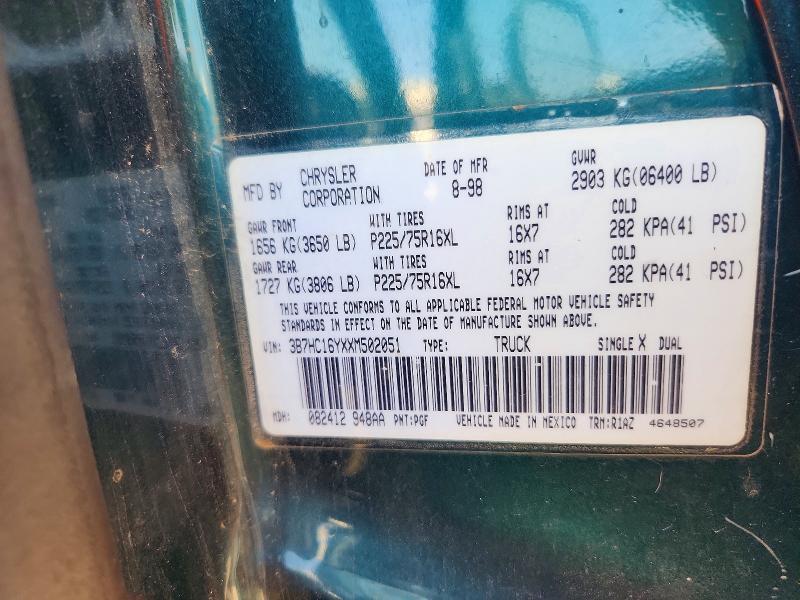 MFD BY CHRYSLER CORPORATION DATE OF MFR 8-98 GVWR 2903 KG(06400 LB)
GAWR FRONT WITH TIRES RIMS AT COLD
1656 KG(3650 LB) P225/75R16XL 16X7 282 KPA(41 PSI)
GAWR REAR WITH TIRES RIMS AT COLD
1727 KG(3806 LB) P225/75R16XL 16X7 282 KPA(41 PSI)
THIS VEHICLE CONFORMS TO ALL APPLICABLE FEDERAL MOTOR VEHICLE SAFETY
STANDARDS IN EFFECT ON THE DATE OF MANUFACTURE SHOWN ABOVE.
VIN: 3B7HC16YXXM502051 TYPE: TRUCK SINGLE X DUAL
MDH: 082412 948AA PNT:PGF VEHICLE MADE IN MEXICO TRM:R1AZ 4648507